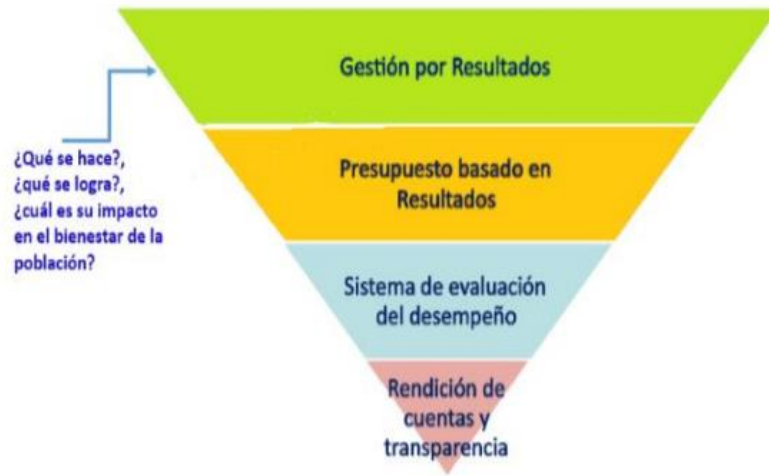 Gestión por Resultados
¿Qué se hace?,
¿qué se logra?,
¿cuál es su impacto
en el bienestar de la
población?
Presupuesto basado en
Resultados
Sistema de evaluación
del desempeño
Rendición de
cuentas y
transparencia